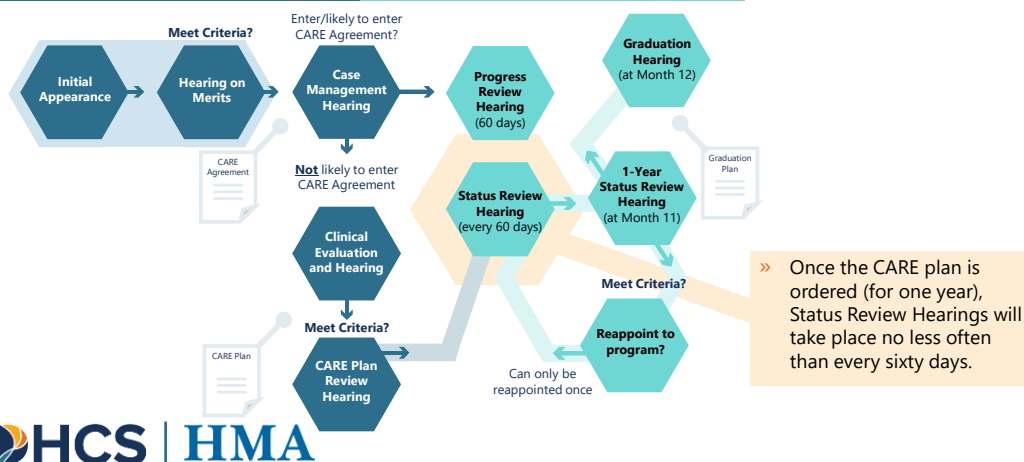 Meet Criteria?
Initial
Appearance
Hearing on
Merits
Enter/likely to enter
CARE Agreement?
Case
Management
Hearing
CARE
Agreement
Not likely to enter
CARE Agreement
Clinical
Evaluation
and Hearing
Meet Criteria?
CARE Plan
CARE Plan
Review
Hearing
Progress
Review
Hearing
(60 days)
Status Review
Hearing
(every 60 days)
Graduation
Hearing
(at Month 12)
Graduation
Plan
1-Year
Status Review
Hearing
(at Month 11)
Meet Criteria?
Reappoint to
program?
Can only be
reappointed once
» Once the CARE plan is
ordered (for one year),
Status Review Hearings will
take place no less often
than every sixty days.
HCS
HMA